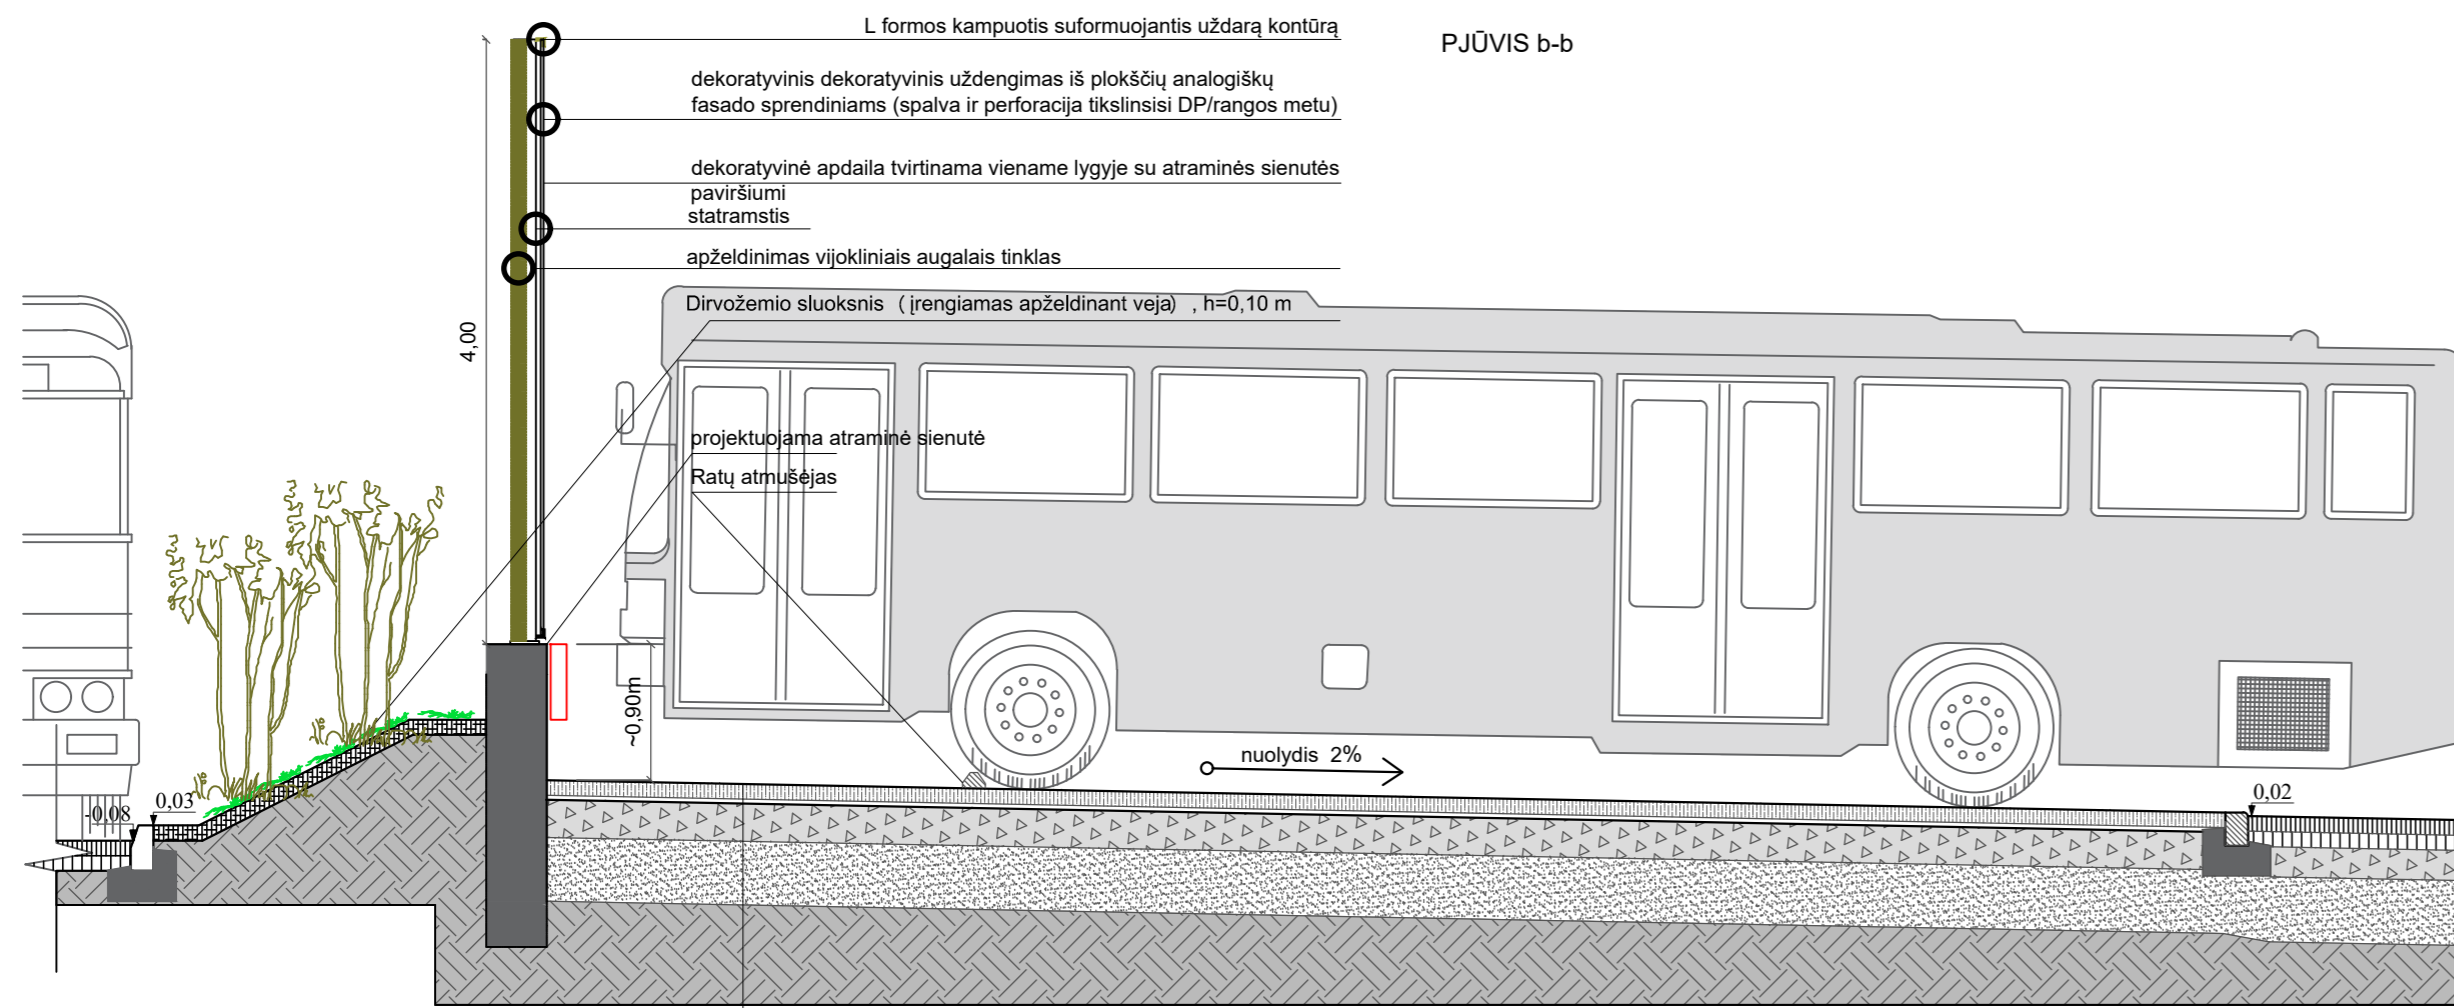 L formos kampuotis suformuojantis uždarą kontūrą
PJŪVIS b-b
dekoratyvinis dekoratyvinis uždengimas iš plokščių analogiškų
fasado sprendiniams (spalva ir perforacija tikslinsisi DP/rangos metu)
dekoratyvinė apdaila tvirtinama viename lygyje su atraminės sienutės
paviršiumi
statramstis
apželdinimas vijokliniais augalais tinklas
Dirvožemio sluoksnis (įrengiamas apželdinant veja) , h=0,10 m
4,00
projektuojama atraminė sienutė
Ratų atmušėjas
~0,90m
nuolydis 2%
-0,08
0,03
0,02